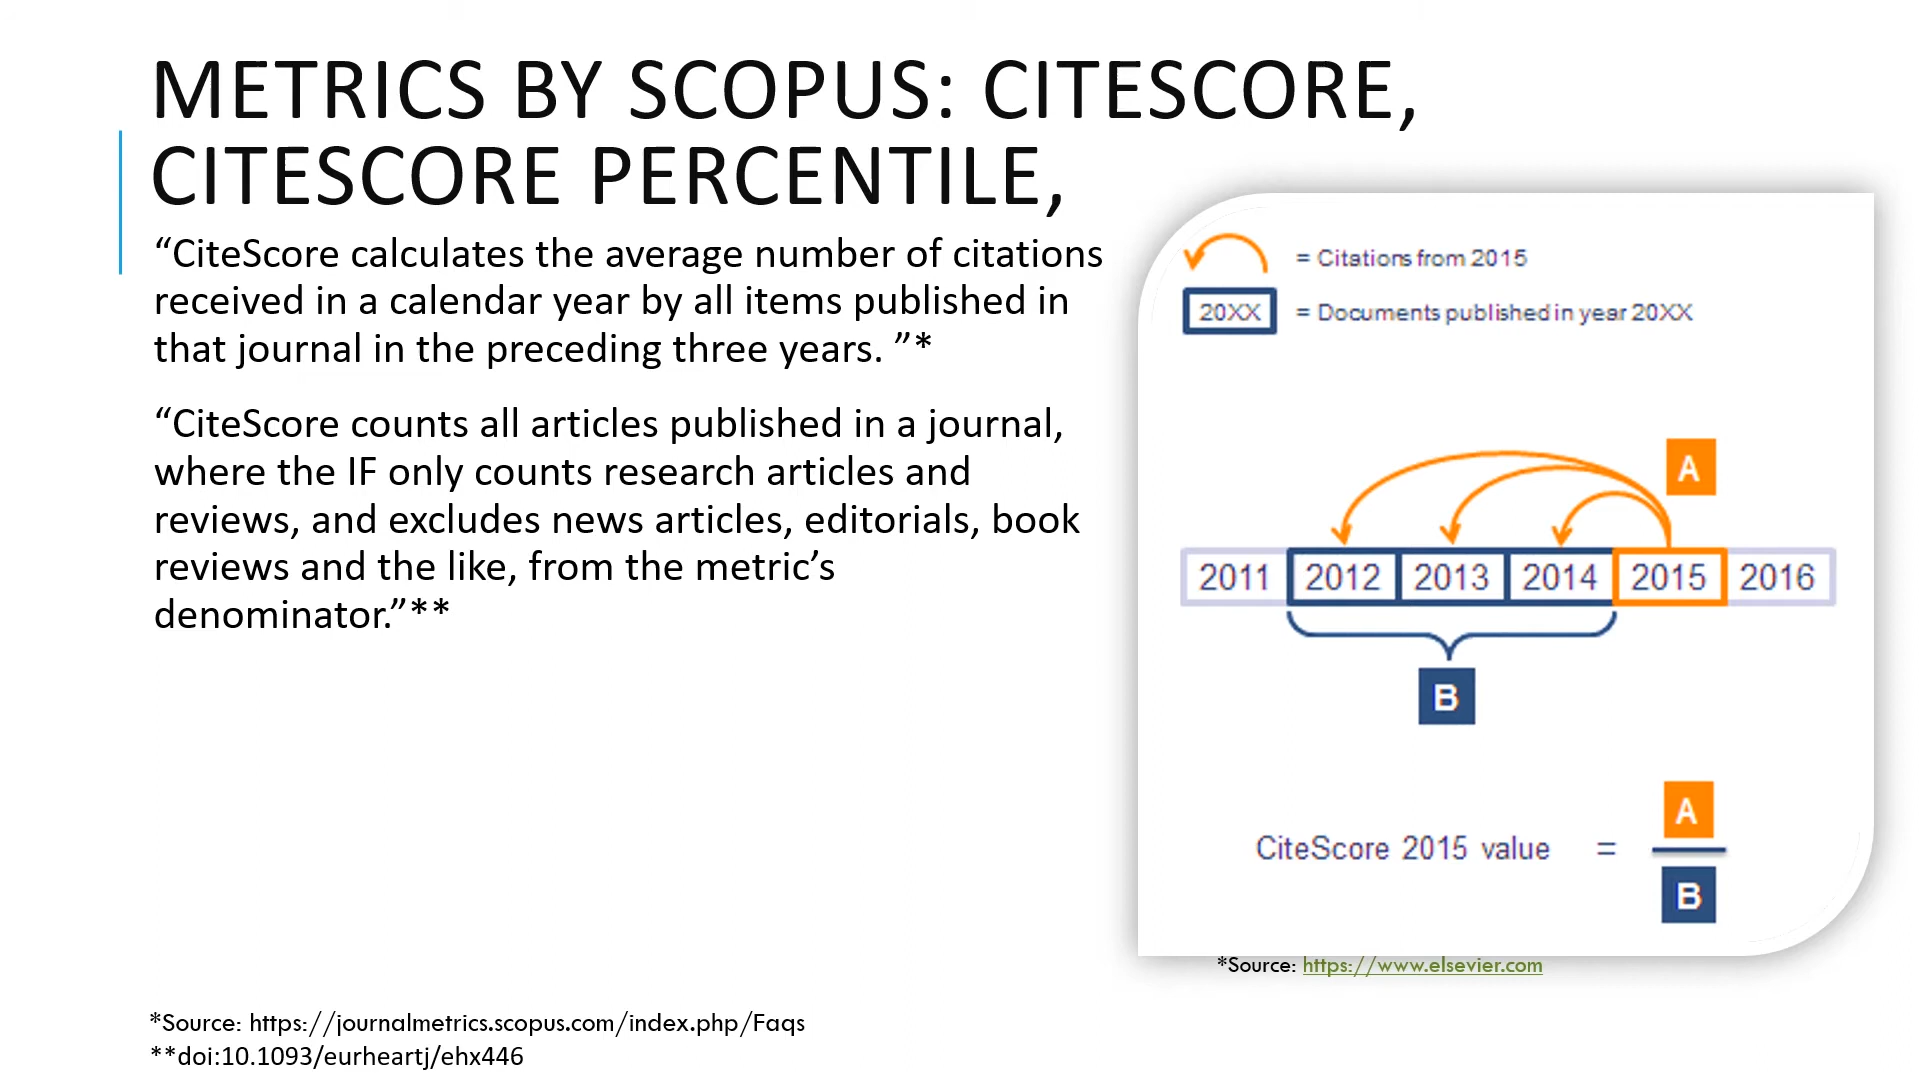 METRICS BY SCOPUS: CITESCORE,
CITESCORE PERCENTILE,
“CiteScore calculates the average number of citations
received in a calendar year by all items published in
that journal in the preceding three years. ”*
“CiteScore counts all articles published in a journal,
where the IF only counts research articles and
reviews, and excludes news articles, editorials, book
reviews and the like, from the metric’s
denominator.”**
= Citations from 2015
20XX = Documents published in year 20XX
A
2011 2012 2013 2014 2015 2016
B
A
CiteScore 2015 value =
B
*Source: https://www.elsevier.com
*Source: https://journalmetrics.scopus.com/index.php/Faqs
**doi:10.1093/eurheartj/ehx446